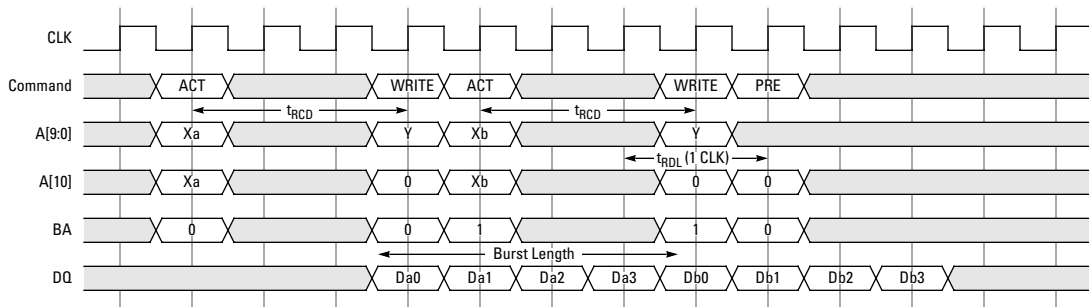 CLK
Command ACT WRITE ACT WRITE PRE
tRCD tRCD
A[9:0] Xa Y Xb Y
tRDL (1 CLK)
A[10] Xa 0 Xb 0 0
BA 0 0 1 1 0
Burst Length
DQ Da0 Da1 Da2 Da3 Db0 Db1 Db2 Db3